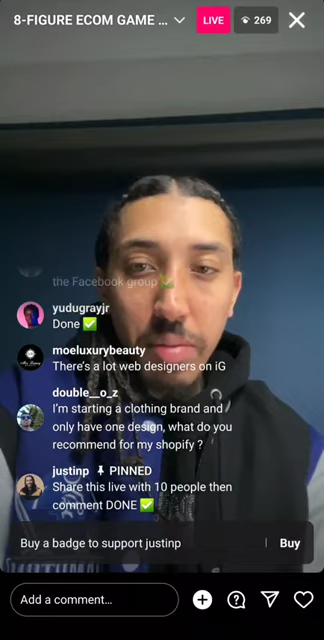 8-FIGURE ECOM GAME ...
LIVE
269
the Facebook group ✅
yudugrayjr
Done ✅
moeluxurybeauty
There's a lot web designers on iG
double__o_z
I'm starting a clothing brand and
only have one design, what do you
recommend for my shopify ?
justinp PINNED
Share this live with 10 people then
comment DONE ✅
Buy a badge to support justinp
Buy
Add a comment...